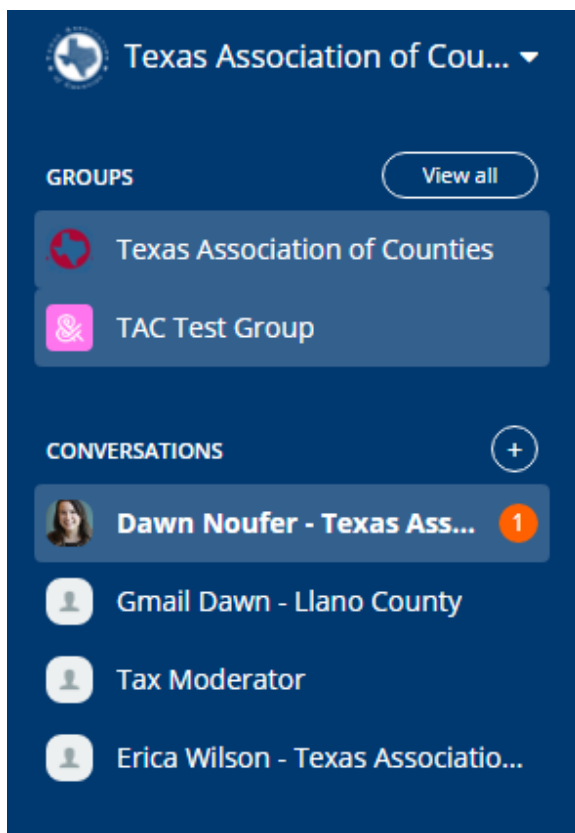 Texas Association of Cou...
GROUPS
View all
Texas Association of Counties
& TAC Test Group
CONVERSATIONS
+
Dawn Noufer - Texas Ass... 1
Gmail Dawn - Llano County
Tax Moderator
Erica Wilson - Texas Associatio...